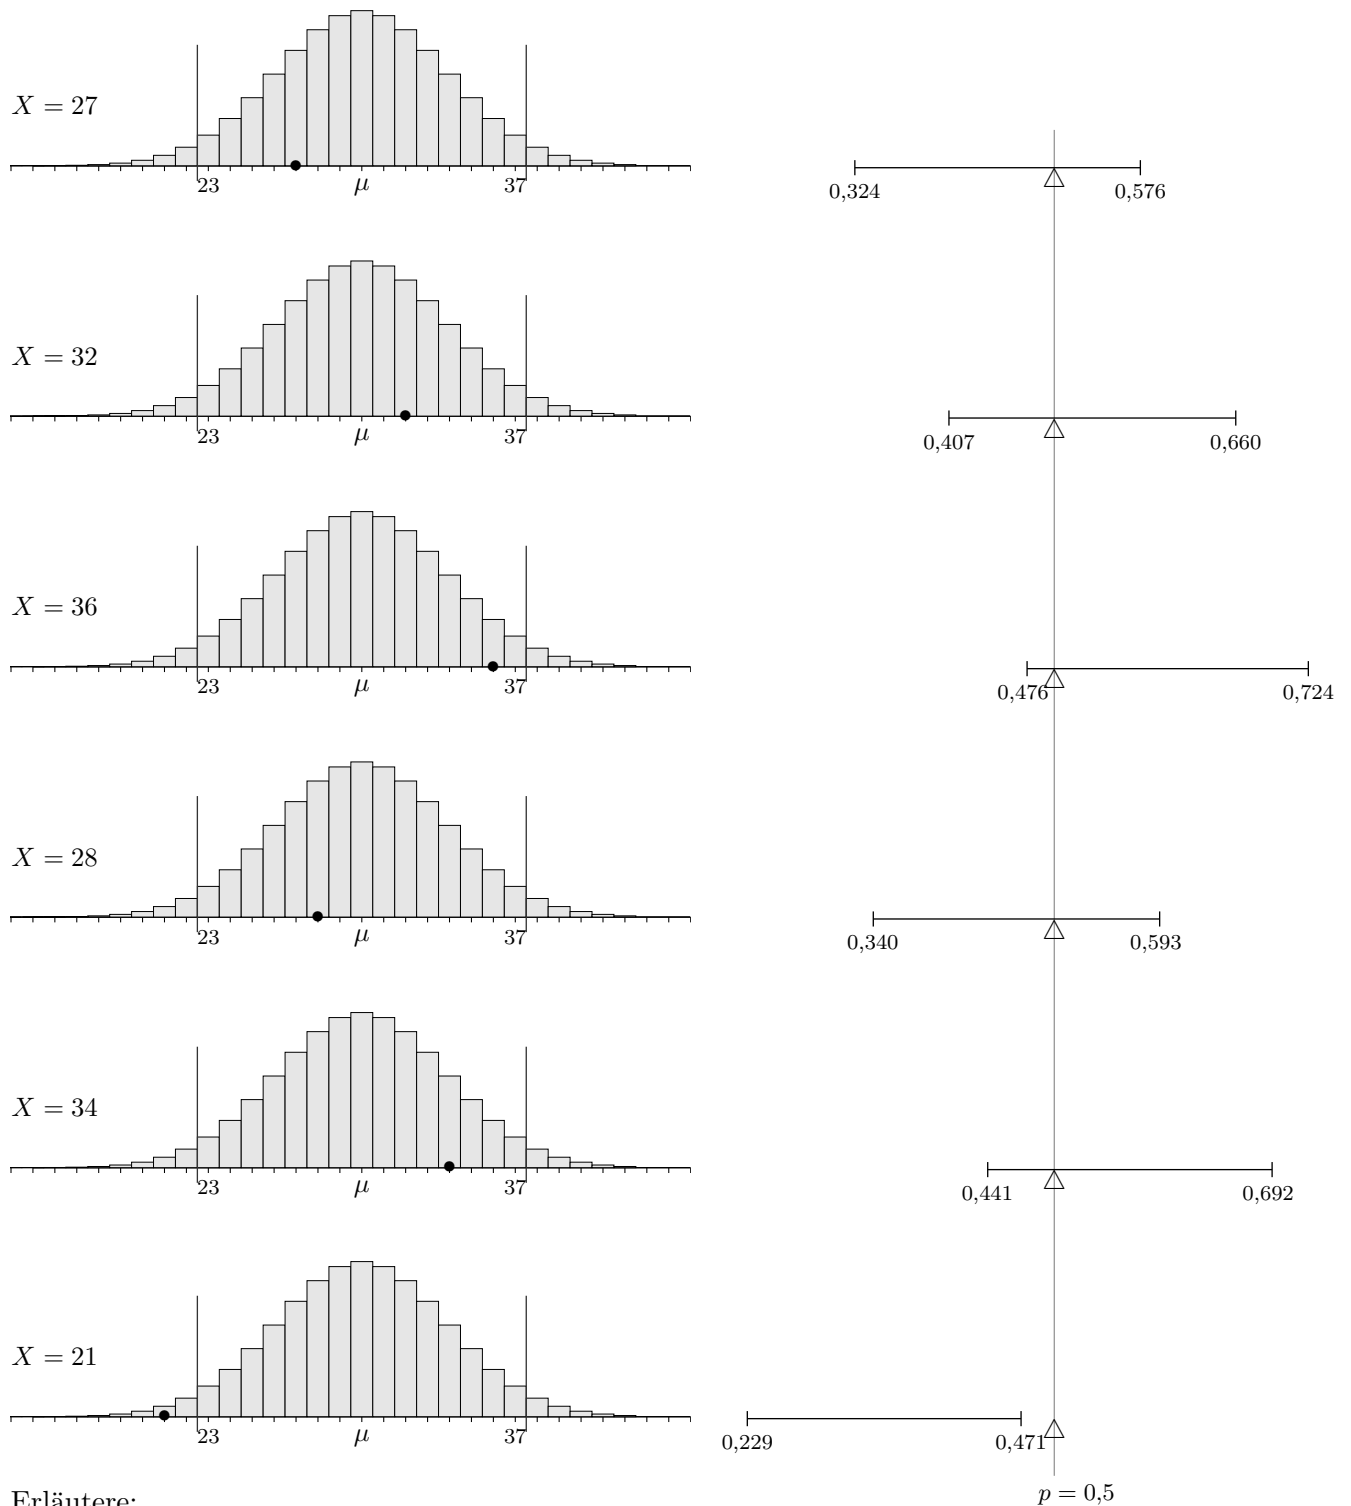 X = 27
23 μ 37
0,324 0,576
X = 32
23 μ 37
0,407 0,660
X = 36
23 μ 37
0,476 0,724
X = 28
23 μ 37
0,340 0,593
X = 34
23 μ 37
0,441 0,692
X = 21
23 μ 37
0,229 0,471
p = 0,5
Erläutere: